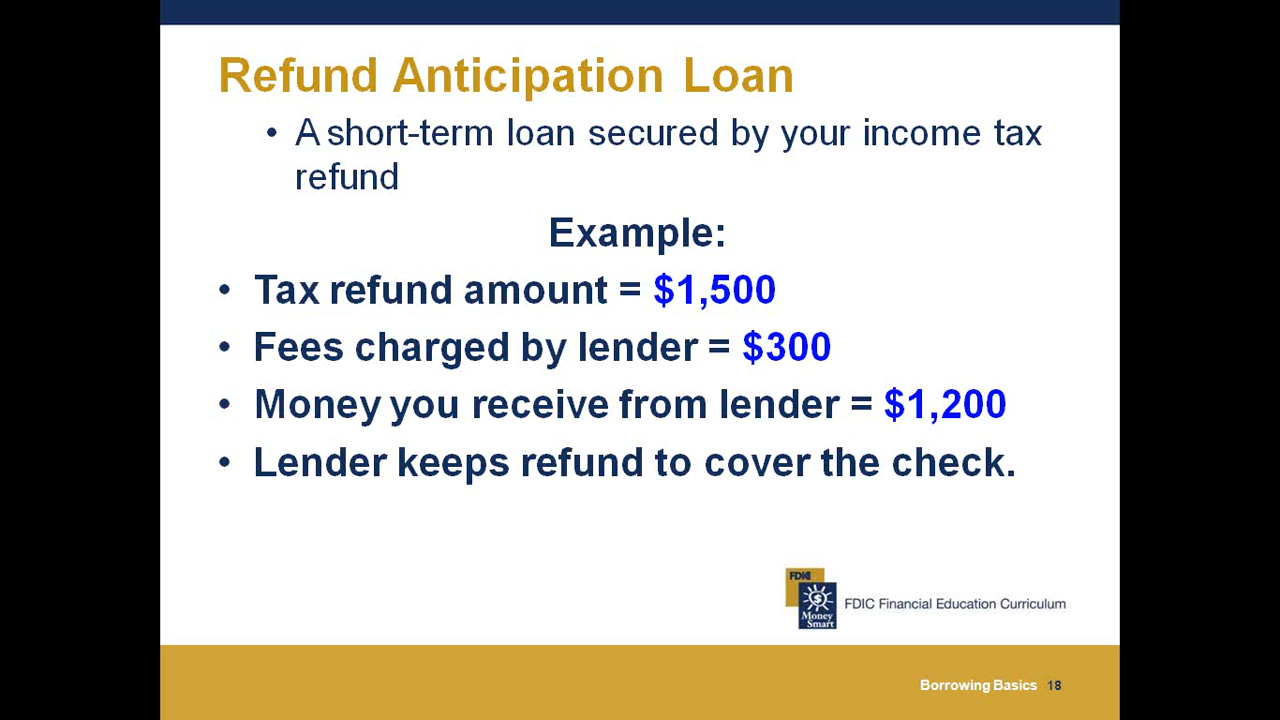 Refund Anticipation Loan
• A short-term loan secured by your income tax
refund
Example:
• Tax refund amount = $1,500
• Fees charged by lender = $300
• Money you receive from lender = $1,200
• Lender keeps refund to cover the check.
FDIC
$
Money
Smart
FDIC Financial Education Curriculum
Borrowing Basics 18